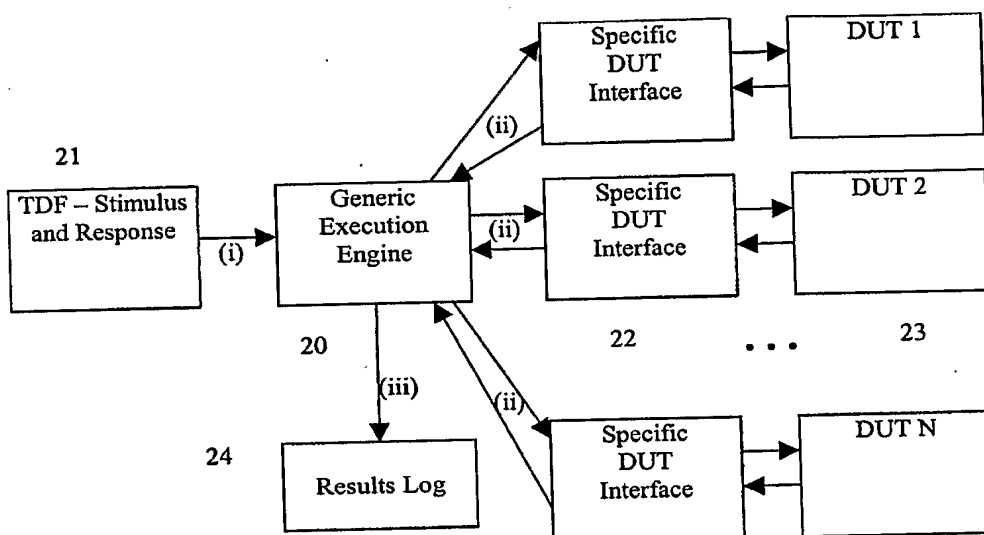 Specific
DUT
Interface
DUT 1
(ii)
21
TDF – Stimulus
and Response
(i)
Generic
Execution
Engine
(ii)
Specific
DUT
Interface
DUT 2
20
22
. . .
23
(iii)
(ii)
24
Results Log
Specific
DUT
Interface
DUT N